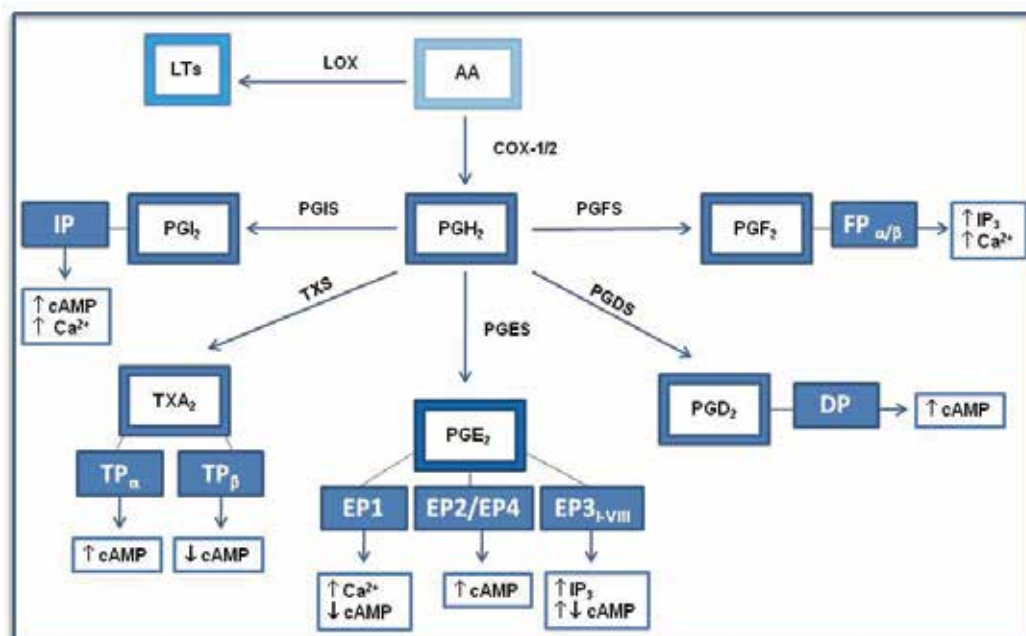 LTs
LOX
AA
COX-1/2
IP
PGI₂
PGIS
PGH₂
PGFS
PGF₂
FP α/β
↑ IP₃
↑ Ca²⁺
↑ cAMP
↑ Ca²⁺
TXS
PGES
PGDS
TXA₂
PGE₂
PGD₂
DP
↑ cAMP
TPα
TPβ
EP1
EP2/EP4
EP3I-VIII
↑ cAMP
↓ cAMP
↑ Ca²⁺
↓ cAMP
↑ cAMP
↑ IP₃
↑↓ cAMP